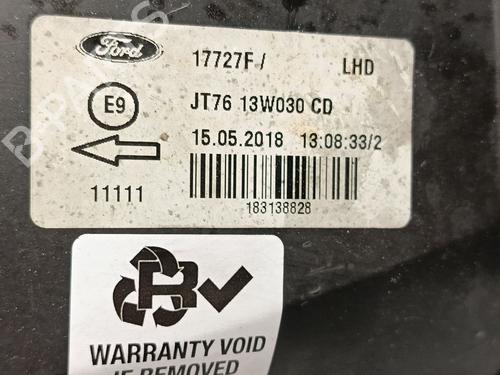 Ford
17727F / LHD
E9
JT76 13W030 CD
15.05.2018 13:08:33/2
11111
183138828
WARRANTY VOID
IF REMOVED